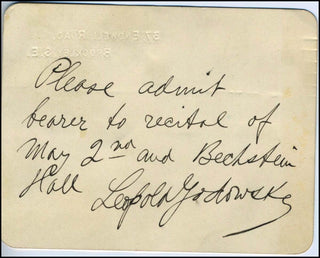 Please admit
bearer to recital of
May 2nd and Bechstein
Hall Leopold Godowsky